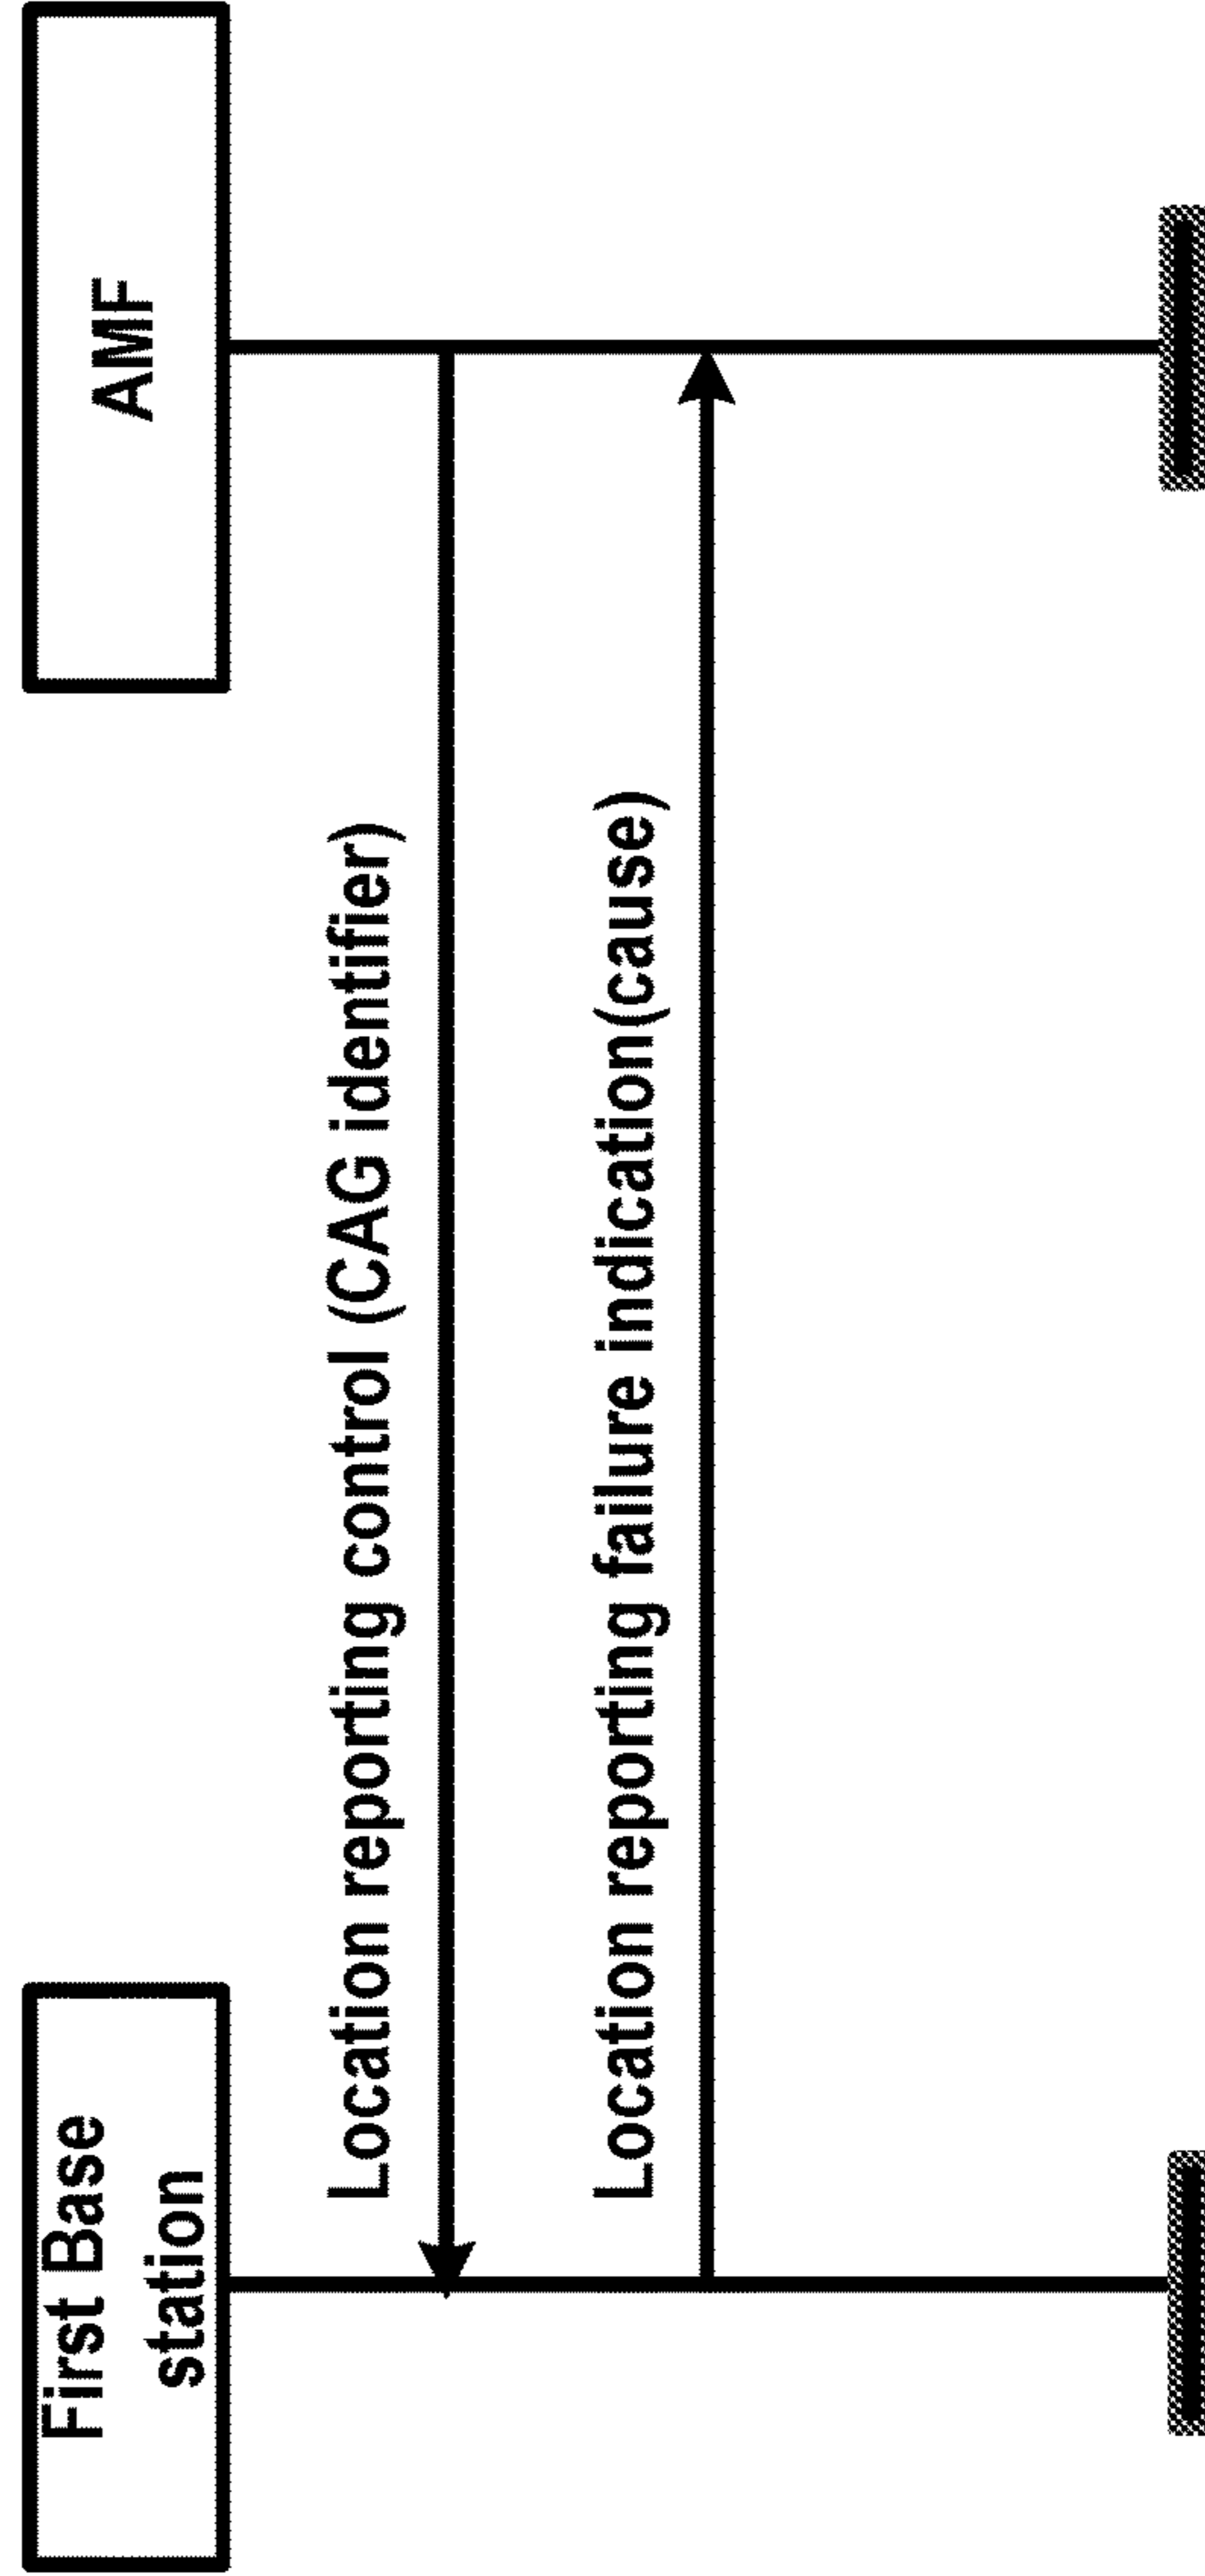 First Base
station
AMF
Location reporting control (CAG identifier)
Location reporting failure indication(cause)